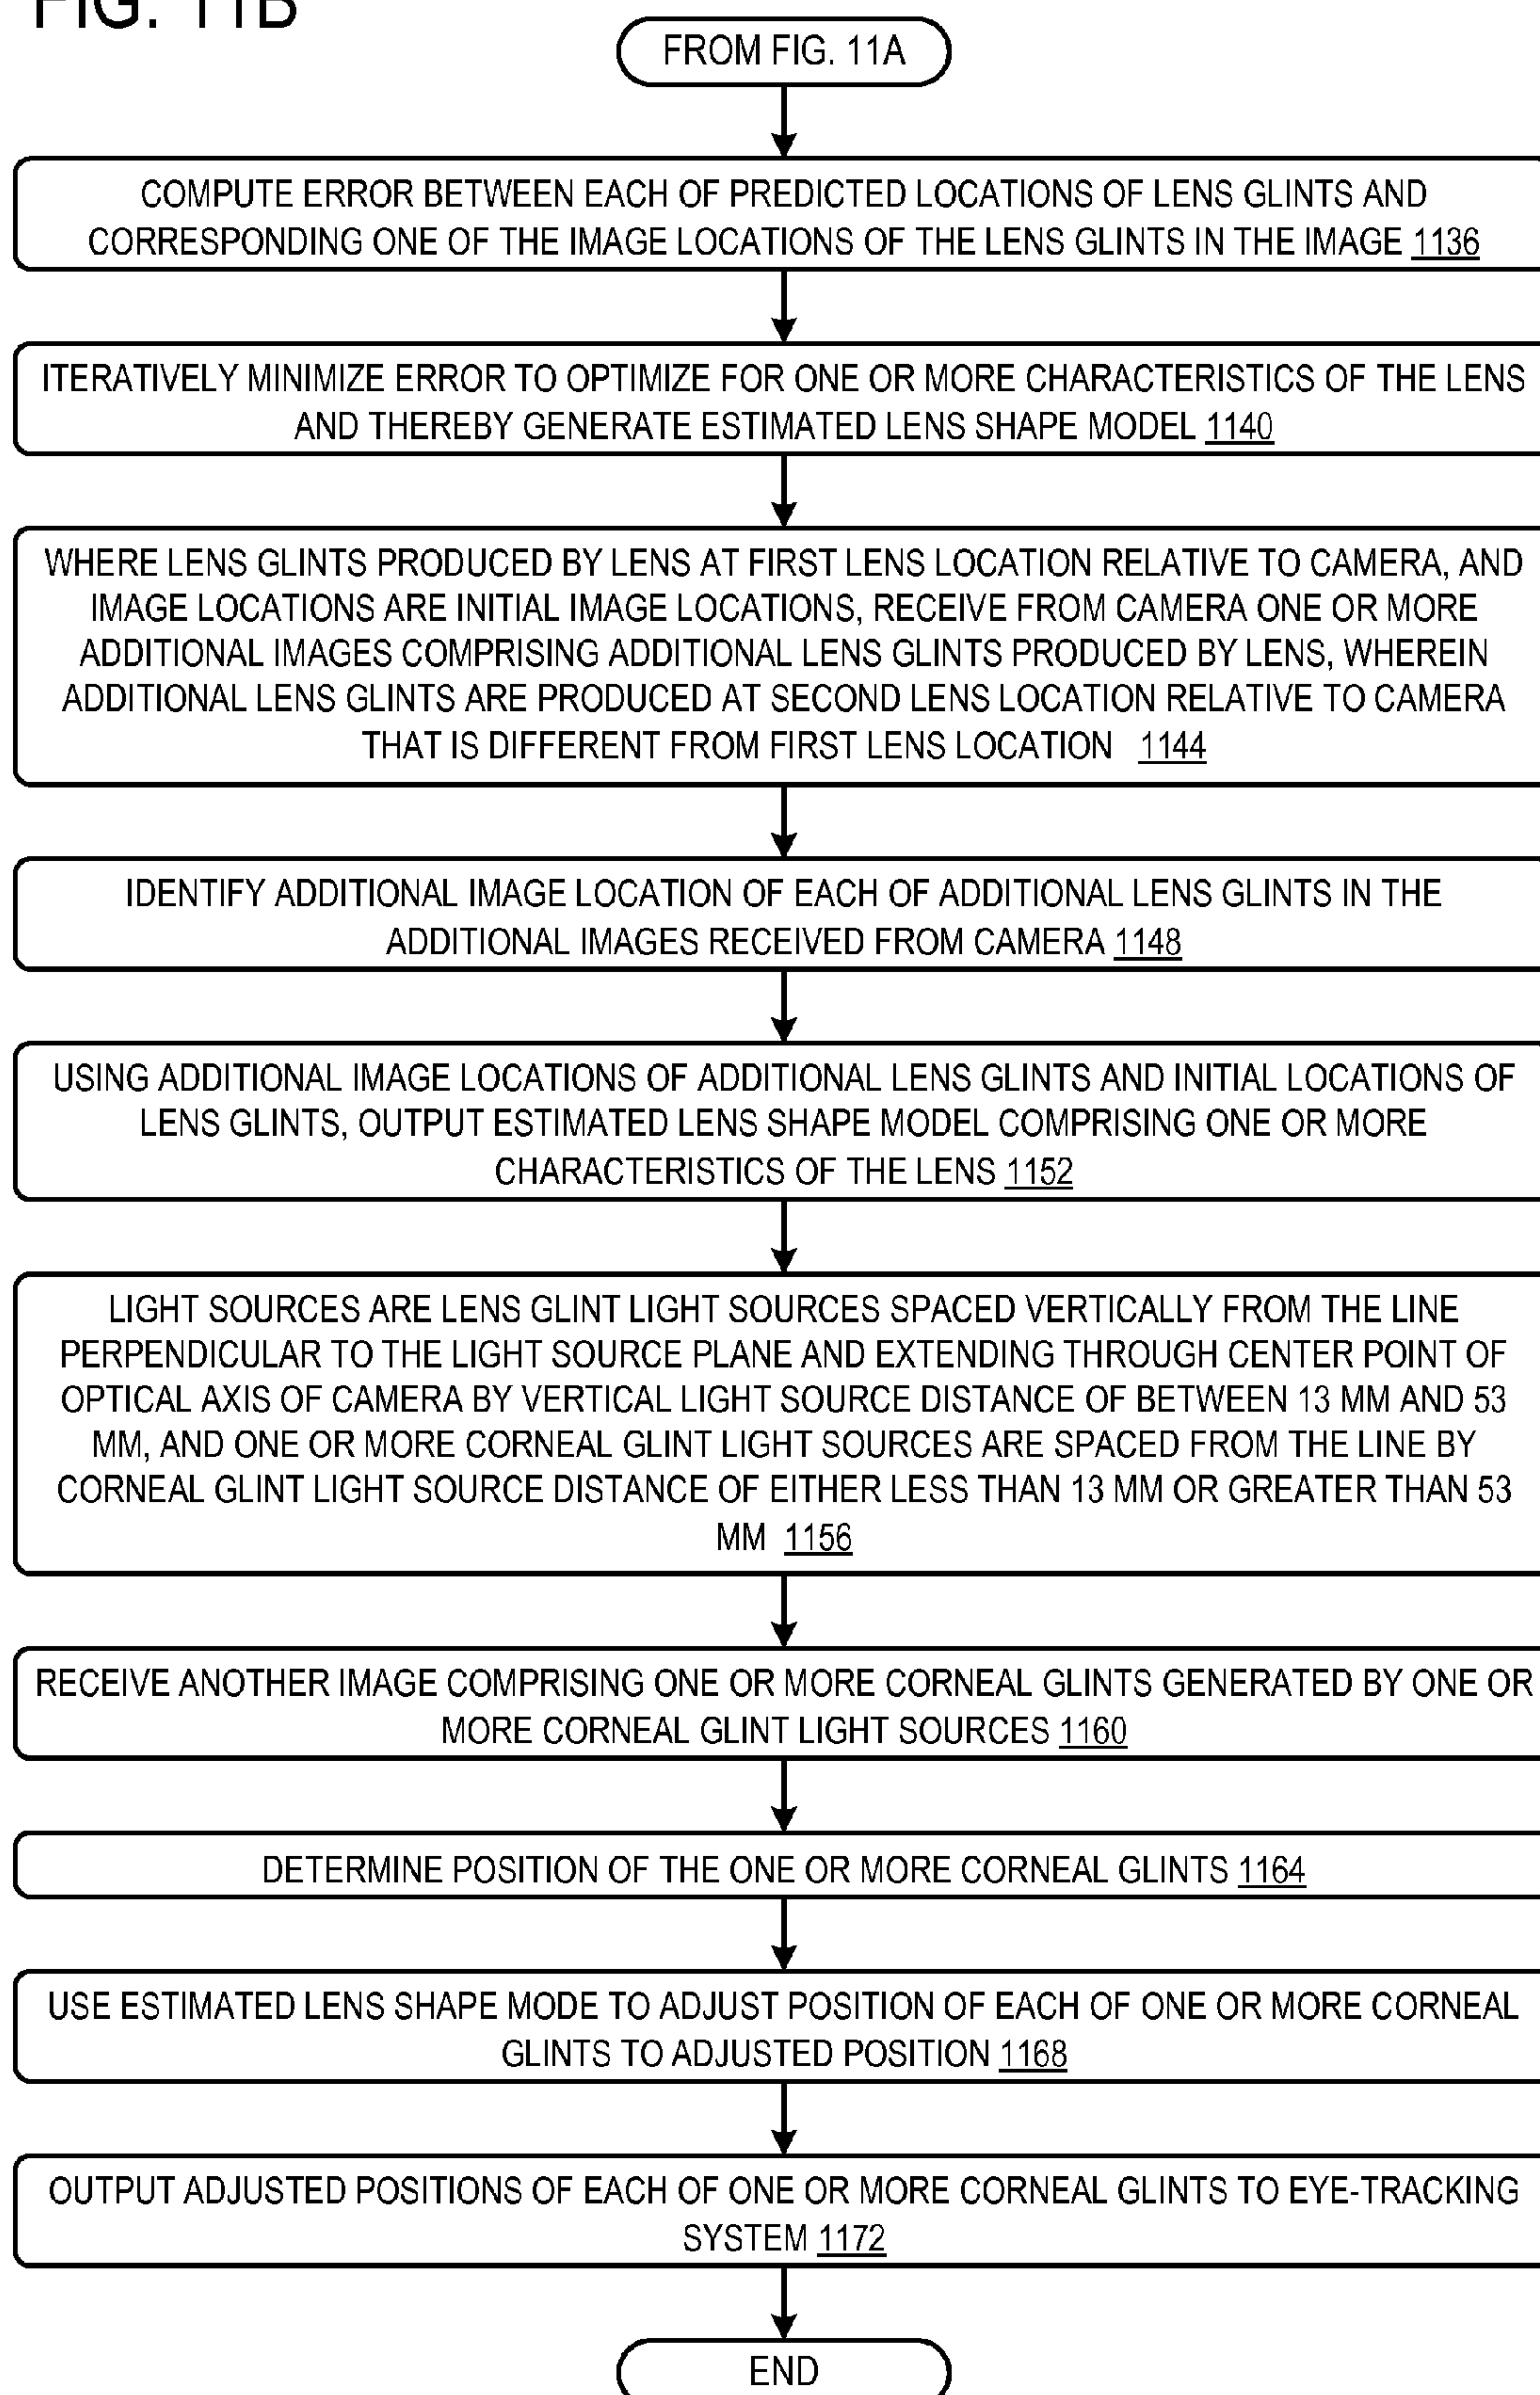 FIG. 11B
FROM FIG. 11A
COMPUTE ERROR BETWEEN EACH OF PREDICTED LOCATIONS OF LENS GLINTS AND
CORRESPONDING ONE OF THE IMAGE LOCATIONS OF THE LENS GLINTS IN THE IMAGE 1136
ITERATIVELY MINIMIZE ERROR TO OPTIMIZE FOR ONE OR MORE CHARACTERISTICS OF THE LENS
AND THEREBY GENERATE ESTIMATED LENS SHAPE MODEL 1140
WHERE LENS GLINTS PRODUCED BY LENS AT FIRST LENS LOCATION RELATIVE TO CAMERA, AND
IMAGE LOCATIONS ARE INITIAL IMAGE LOCATIONS, RECEIVE FROM CAMERA ONE OR MORE
ADDITIONAL IMAGES COMPRISING ADDITIONAL LENS GLINTS PRODUCED BY LENS, WHEREIN
ADDITIONAL LENS GLINTS ARE PRODUCED AT SECOND LENS LOCATION RELATIVE TO CAMERA
THAT IS DIFFERENT FROM FIRST LENS LOCATION 1144
IDENTIFY ADDITIONAL IMAGE LOCATION OF EACH OF ADDITIONAL LENS GLINTS IN THE
ADDITIONAL IMAGES RECEIVED FROM CAMERA 1148
USING ADDITIONAL IMAGE LOCATIONS OF ADDITIONAL LENS GLINTS AND INITIAL LOCATIONS OF
LENS GLINTS, OUTPUT ESTIMATED LENS SHAPE MODEL COMPRISING ONE OR MORE
CHARACTERISTICS OF THE LENS 1152
LIGHT SOURCES ARE LENS GLINT LIGHT SOURCES SPACED VERTICALLY FROM THE LINE
PERPENDICULAR TO THE LIGHT SOURCE PLANE AND EXTENDING THROUGH CENTER POINT OF
OPTICAL AXIS OF CAMERA BY VERTICAL LIGHT SOURCE DISTANCE OF BETWEEN 13 MM AND 53
MM, AND ONE OR MORE CORNEAL GLINT LIGHT SOURCES ARE SPACED FROM THE LINE BY
CORNEAL GLINT LIGHT SOURCE DISTANCE OF EITHER LESS THAN 13 MM OR GREATER THAN 53
MM 1156
RECEIVE ANOTHER IMAGE COMPRISING ONE OR MORE CORNEAL GLINTS GENERATED BY ONE OR
MORE CORNEAL GLINT LIGHT SOURCES 1160
DETERMINE POSITION OF THE ONE OR MORE CORNEAL GLINTS 1164
USE ESTIMATED LENS SHAPE MODE TO ADJUST POSITION OF EACH OF ONE OR MORE CORNEAL
GLINTS TO ADJUSTED POSITION 1168
OUTPUT ADJUSTED POSITIONS OF EACH OF ONE OR MORE CORNEAL GLINTS TO EYE-TRACKING
SYSTEM 1172
END